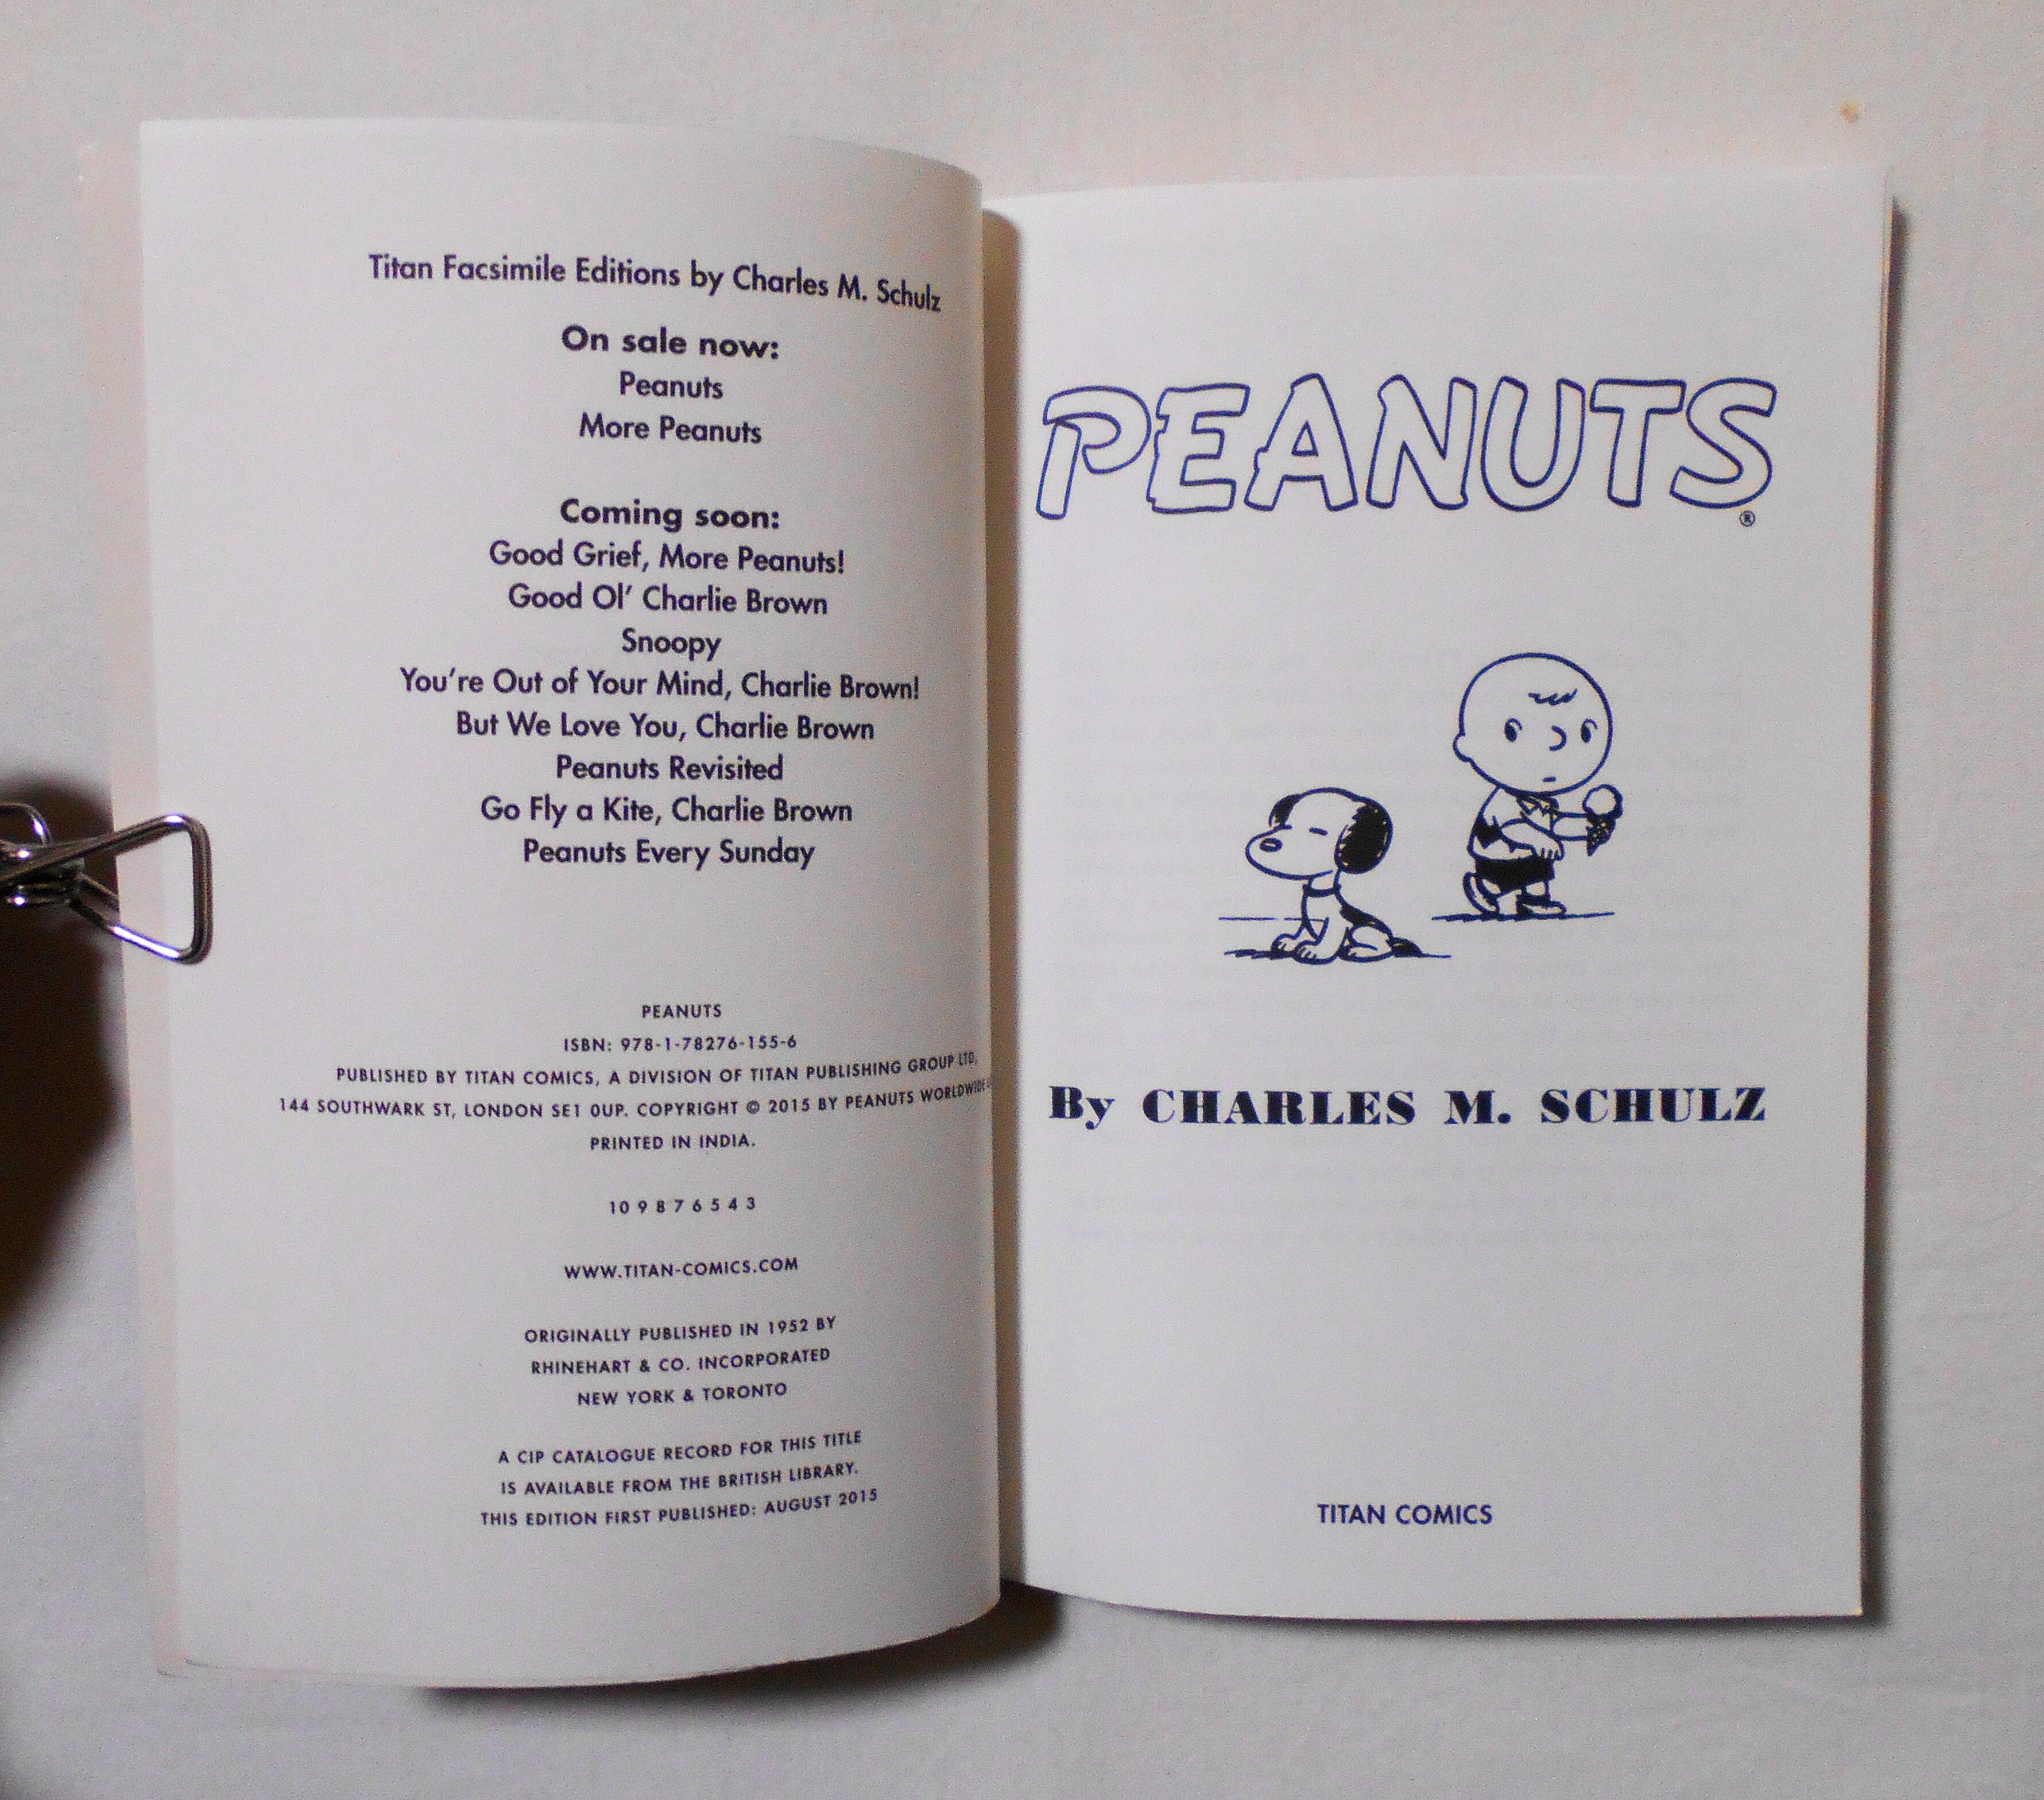 Titan Facsimile Editions by Charles M. Schulz
On sale now:
Peanuts
More Peanuts
Coming soon:
Good Grief, More Peanuts!
Good Ol' Charlie Brown
Snoopy
You're Out of Your Mind, Charlie Brown!
But We Love You, Charlie Brown
Peanuts Revisited
Go Fly a Kite, Charlie Brown
Peanuts Every Sunday
PEANUTS
ISBN: 978-1-78276-155-6
PUBLISHED BY TITAN COMICS, A DIVISION OF TITAN PUBLISHING GROUP LTD,
144 SOUTHWARK ST, LONDON SE1 0UP. COPYRIGHT © 2015 BY PEANUTS WORLDWIDE
PRINTED IN INDIA.
10 9 8 7 6 5 4 3
WWW.TITAN-COMICS.COM
ORIGINALLY PUBLISHED IN 1952 BY
RHINEHART & CO. INCORPORATED
NEW YORK & TORONTO
A CIP CATALOGUE RECORD FOR THIS TITLE
IS AVAILABLE FROM THE BRITISH LIBRARY.
THIS EDITION FIRST PUBLISHED: AUGUST 2015
PEANUTS®
By CHARLES M. SCHULZ
TITAN COMICS